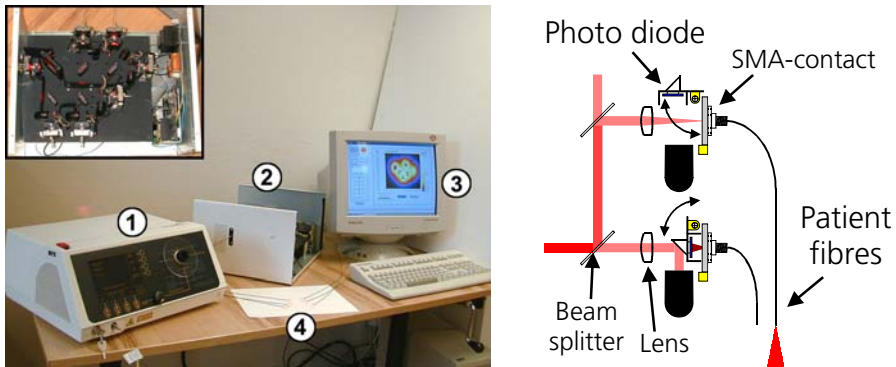 1
2
3
4
Photo diode
SMA-contact
Patient
fibres
Beam
splitter
Lens